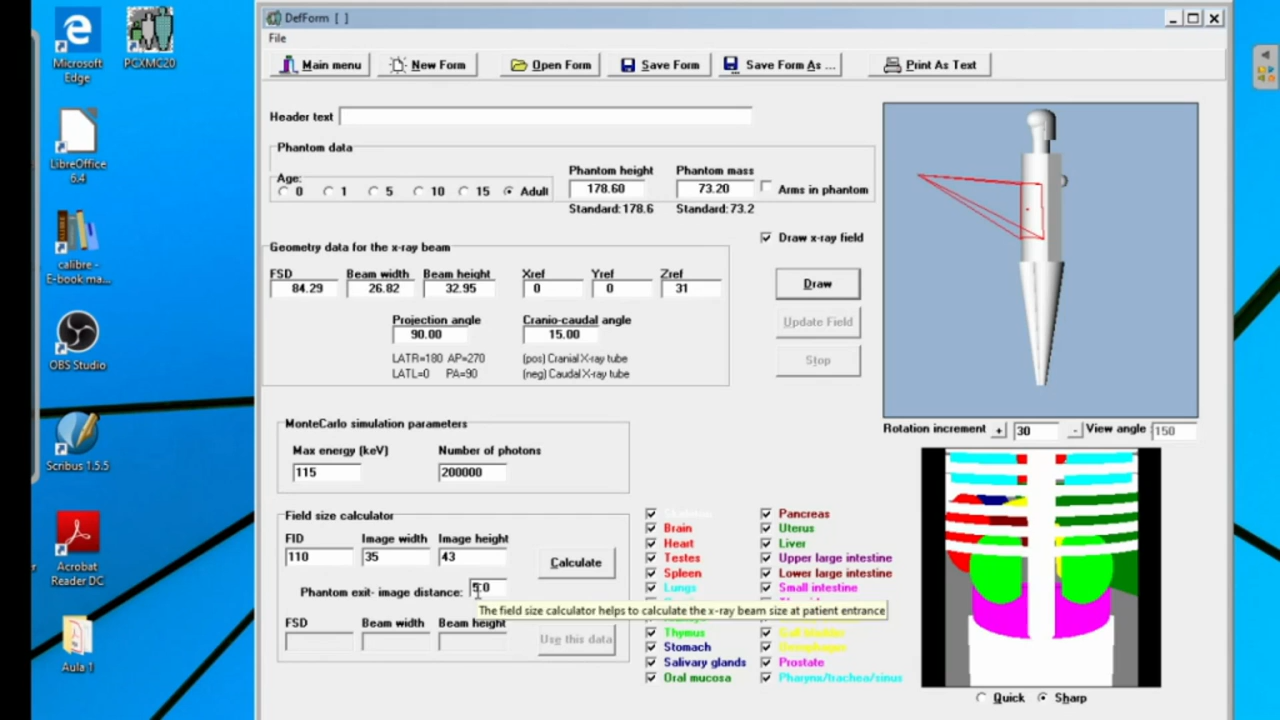 Microsoft
Edge
PCXMC20
LibreOffice
6.4
calibre -
E-book ma...
OBS Studio
Scribus 1.5.5
Acrobat
Reader DC
Aula 1
DefForm [ ]
File
Main menu
New Form
Open Form
Save Form
Save Form As ...
Print As Text
Header text
Phantom data
Age:
0 1 5 10 15 Adult
Phantom height
178.60
Standard:178.6
Phantom mass
73.20
Standard:73.2
Arms in phantom
Geometry data for the x-ray beam
FSD Beam width Beam height Xref Yref Zref
84.29 26.82 32.95 0 0 31
Projection angle
90.00
LATR=180 AP=270
LATL=0 PA=90
Cranio-caudal angle
15.00
(pos) Cranial X-ray tube
(neg) Caudal X-ray tube
Draw x-ray field
Draw
Update Field
Stop
Rotation increment + 30 - View angle 150
MonteCarlo simulation parameters
Max energy (keV)
115
Number of photons
200000
Field size calculator
FID Image width Image height
110 35 43
Calculate
Phantom exit- image distance: 5.0
The field size calculator helps to calculate the x-ray beam size at patient entrance
FSD Beam width Beam height
Use this data
Skeleton
Brain
Heart
Testes
Spleen
Lungs
Thymus
Stomach
Salivary glands
Oral mucosa
Pancreas
Uterus
Liver
Upper large intestine
Lower large intestine
Small intestine
Gall bladder
Oesophagus
Prostate
Pharynx/trachea/sinus
Quick Sharp